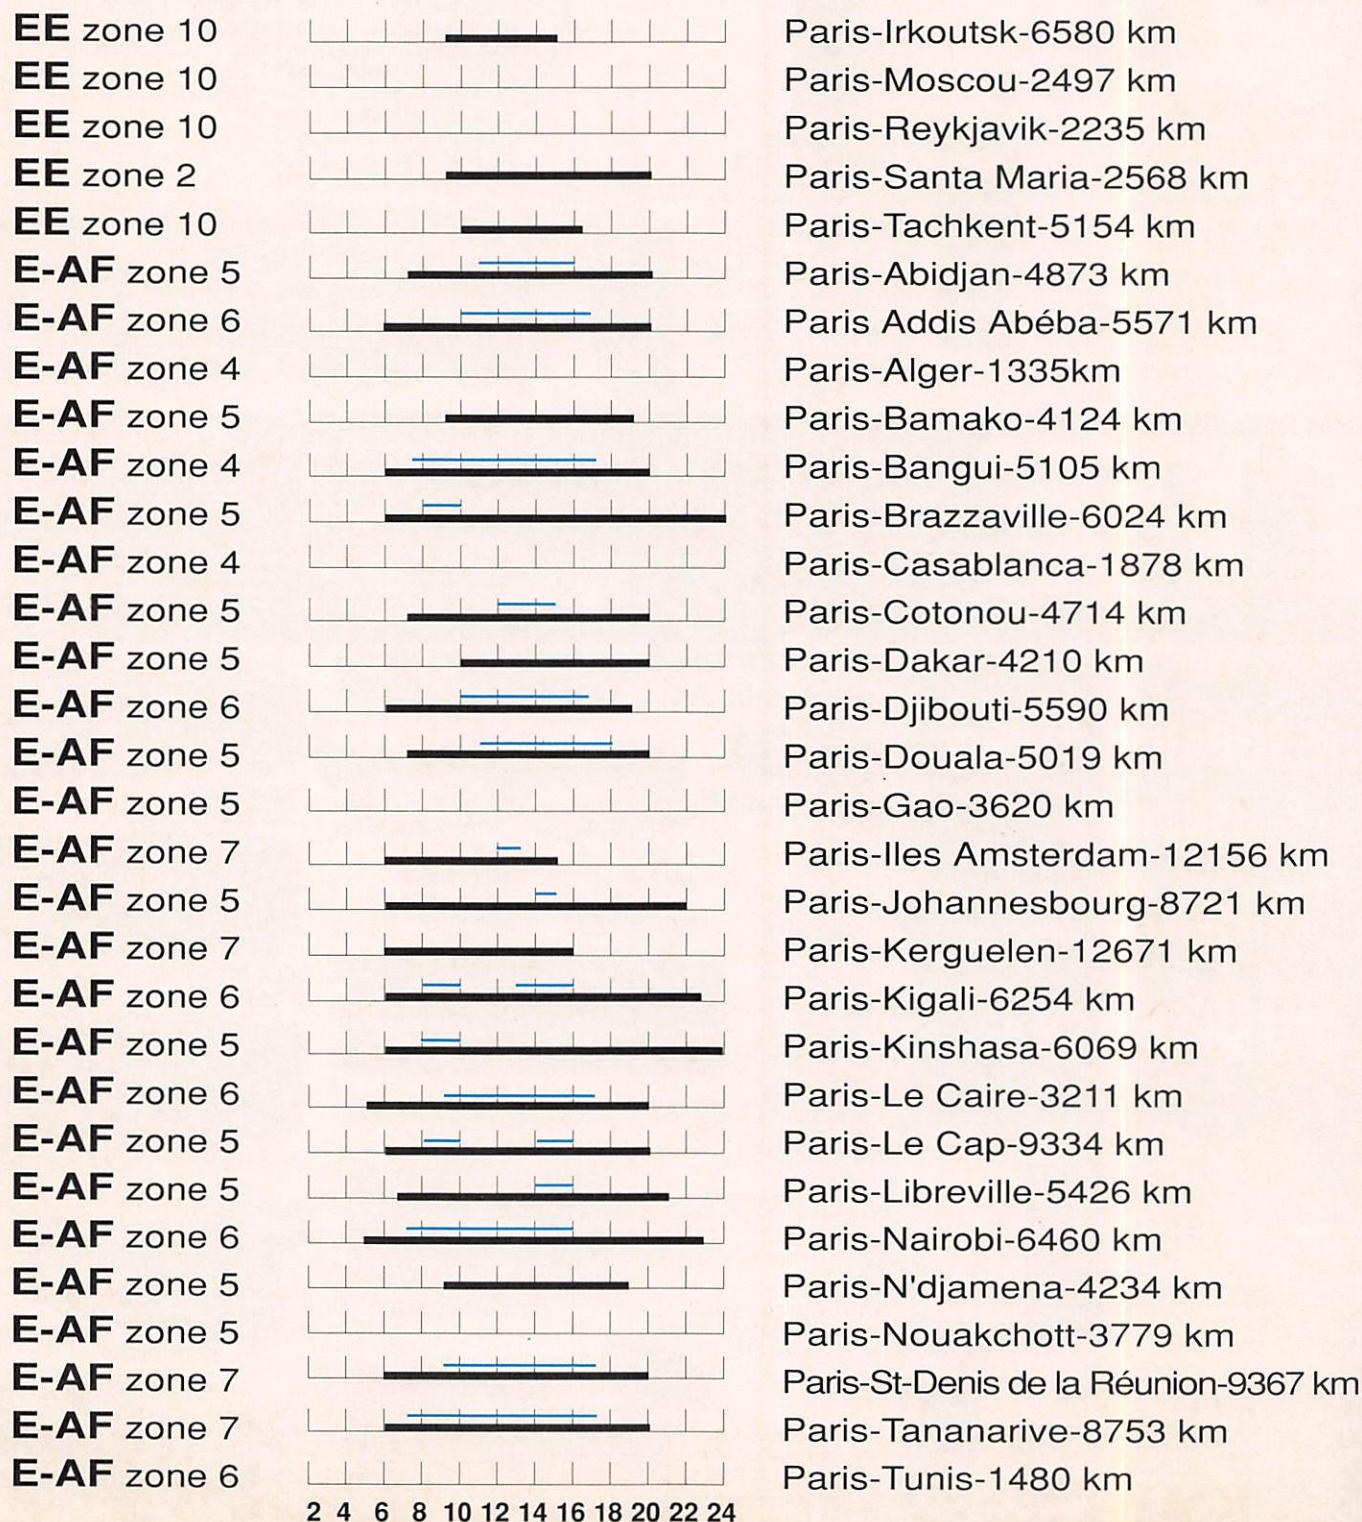 EE zone 10 Paris-Irkoutsk-6580 km
EE zone 10 Paris-Moscou-2497 km
EE zone 10 Paris-Reykjavik-2235 km
EE zone 2 Paris-Santa Maria-2568 km
EE zone 10 Paris-Tachkent-5154 km
E-AF zone 5 Paris-Abidjan-4873 km
E-AF zone 6 Paris Addis Abéba-5571 km
E-AF zone 4 Paris-Alger-1335km
E-AF zone 5 Paris-Bamako-4124 km
E-AF zone 4 Paris-Bangui-5105 km
E-AF zone 5 Paris-Brazzaville-6024 km
E-AF zone 4 Paris-Casablanca-1878 km
E-AF zone 5 Paris-Cotonou-4714 km
E-AF zone 5 Paris-Dakar-4210 km
E-AF zone 6 Paris-Djibouti-5590 km
E-AF zone 5 Paris-Douala-5019 km
E-AF zone 5 Paris-Gao-3620 km
E-AF zone 7 Paris-Iles Amsterdam-12156 km
E-AF zone 5 Paris-Johannesbourg-8721 km
E-AF zone 7 Paris-Kerguelen-12671 km
E-AF zone 6 Paris-Kigali-6254 km
E-AF zone 5 Paris-Kinshasa-6069 km
E-AF zone 6 Paris-Le Caire-3211 km
E-AF zone 5 Paris-Le Cap-9334 km
E-AF zone 5 Paris-Libreville-5426 km
E-AF zone 6 Paris-Nairobi-6460 km
E-AF zone 5 Paris-N'djamena-4234 km
E-AF zone 5 Paris-Nouakchott-3779 km
E-AF zone 7 Paris-St-Denis de la Réunion-9367 km
E-AF zone 7 Paris-Tananarive-8753 km
E-AF zone 6 Paris-Tunis-1480 km
2 4 6 8 10 12 14 16 18 20 22 24